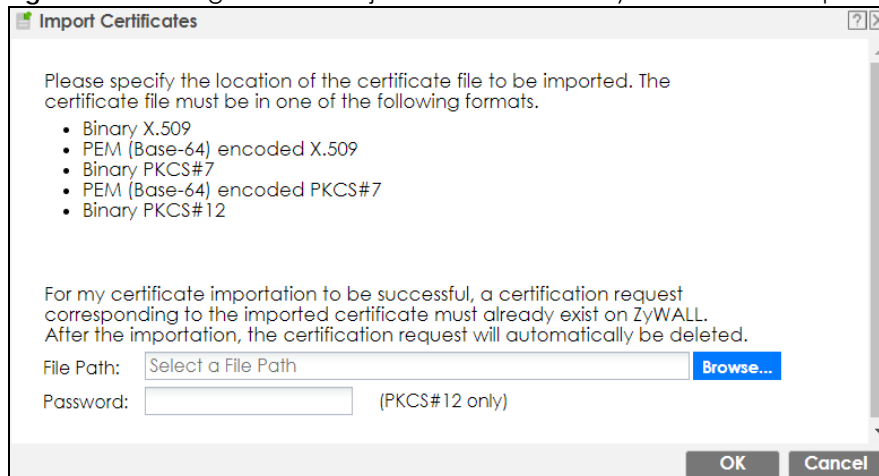 Import Certificates
Please specify the location of the certificate file to be imported. The
certificate file must be in one of the following formats.
• Binary X.509
• PEM (Base-64) encoded X.509
• Binary PKCS#7
• PEM (Base-64) encoded PKCS#7
• Binary PKCS#12
For my certificate importation to be successful, a certification request
corresponding to the imported certificate must already exist on ZyWALL.
After the importation, the certification request will automatically be deleted.
File Path: Select a File Path Browse...
Password: (PKCS#12 only)
OK Cancel